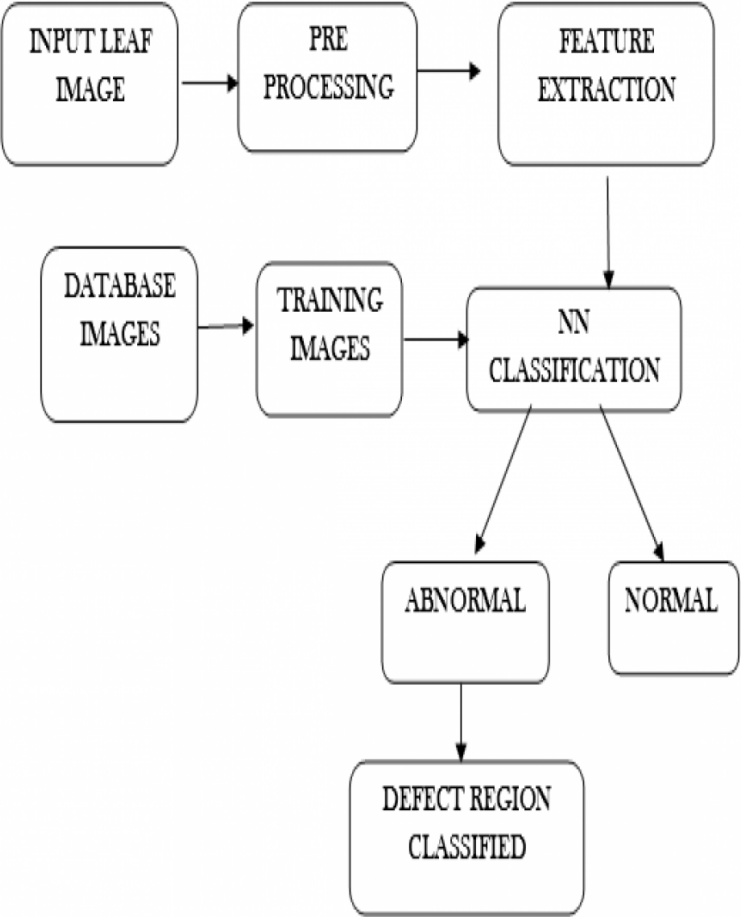 INPUT LEAF
IMAGE
PRE
PROCESSING
FEATURE
EXTRACTION
DATABASE
IMAGES
TRAINING
IMAGES
NN
CLASSIFICATION
ABNORMAL
NORMAL
DEFECT REGION
CLASSIFIED